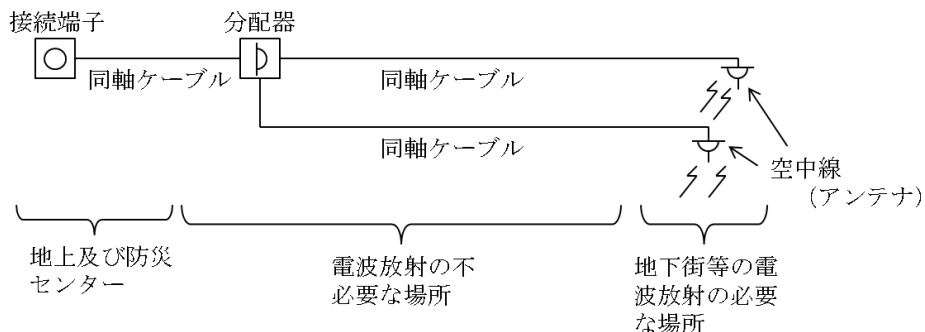 接続端子
分配器
同軸ケーブル
同軸ケーブル
同軸ケーブル
空中線
(アンテナ)
地上及び防災
センター
電波放射の不
必要な場所
地下街等の電
波放射の必要
な場所